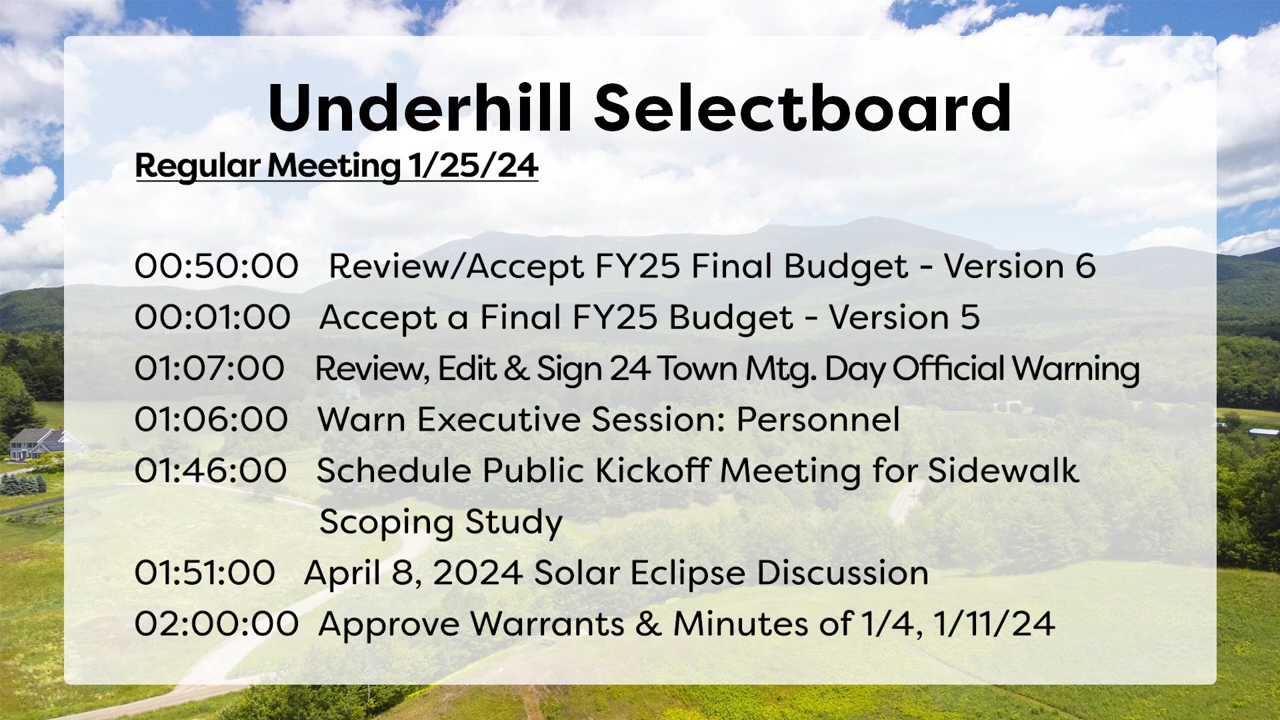 Underhill Selectboard
Regular Meeting 1/25/24
00:50:00 Review/Accept FY25 Final Budget - Version 6
00:01:00 Accept a Final FY25 Budget - Version 5
01:07:00 Review, Edit & Sign 24 Town Mtg. Day Official Warning
01:06:00 Warn Executive Session: Personnel
01:46:00 Schedule Public Kickoff Meeting for Sidewalk
Scoping Study
01:51:00 April 8, 2024 Solar Eclipse Discussion
02:00:00 Approve Warrants & Minutes of 1/4, 1/11/24